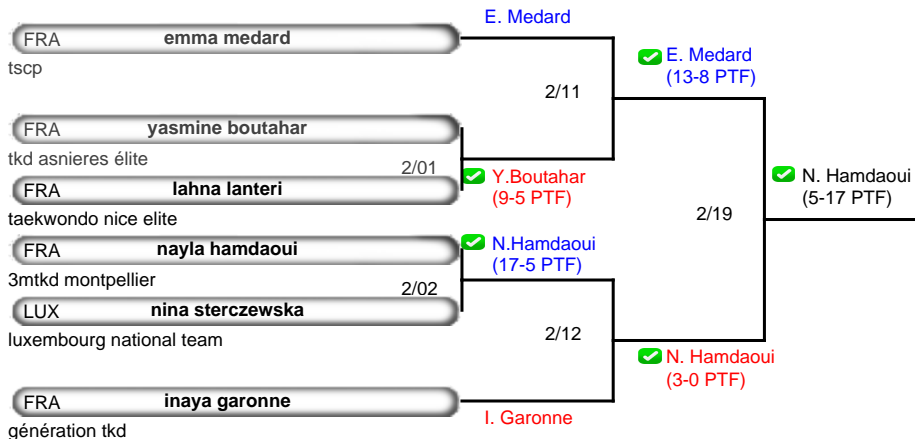 E. Medard
FRA emma medard
tscp
2/11
E. Medard
(13-8 PTF)
FRA yasmine boutahar
tkd asnieres élite
2/01
FRA lahna lanteri
taekwondo nice elite
Y.Boutahar
(9-5 PTF)
N. Hamdaoui
(5-17 PTF)
2/19
FRA nayla hamdaoui
3mtkd montpellier
N.Hamdaoui
(17-5 PTF)
2/02
LUX nina sterczewska
luxembourg national team
2/12
N. Hamdaoui
(3-0 PTF)
FRA inaya garonne
génération tkd
I. Garonne